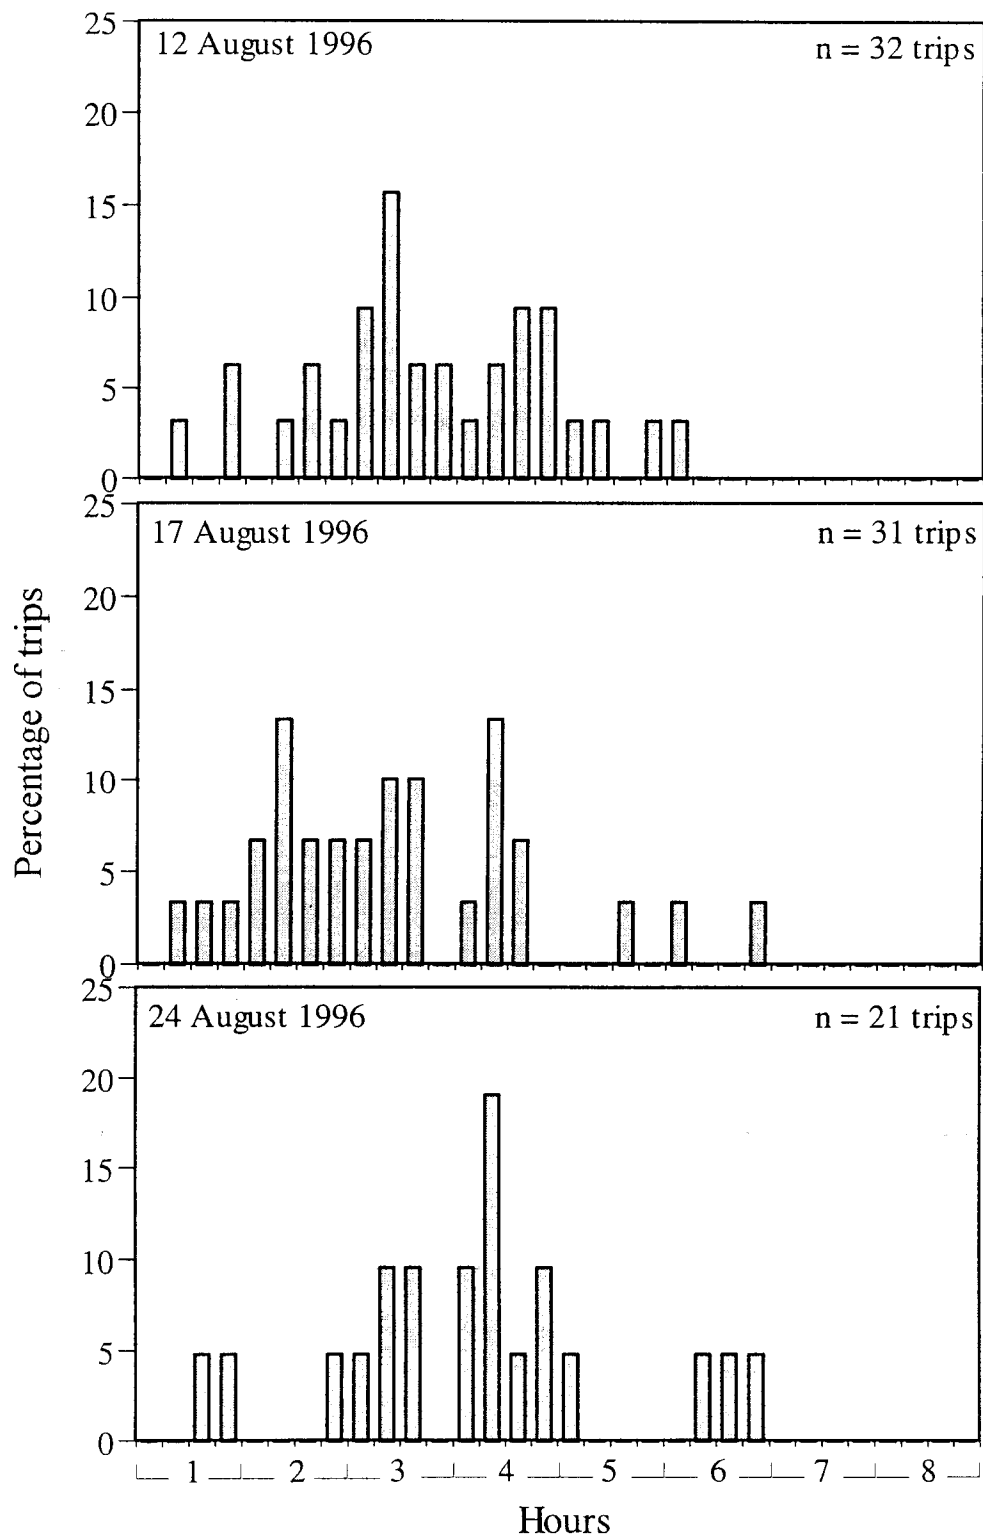 25
12 August 1996
n = 32 trips
20
15
10
5
0
25
17 August 1996
n = 31 trips
20
15
10
5
0
25
24 August 1996
n = 21 trips
20
15
10
5
0
Percentage of trips
1 2 3 4 5 6 7 8
Hours